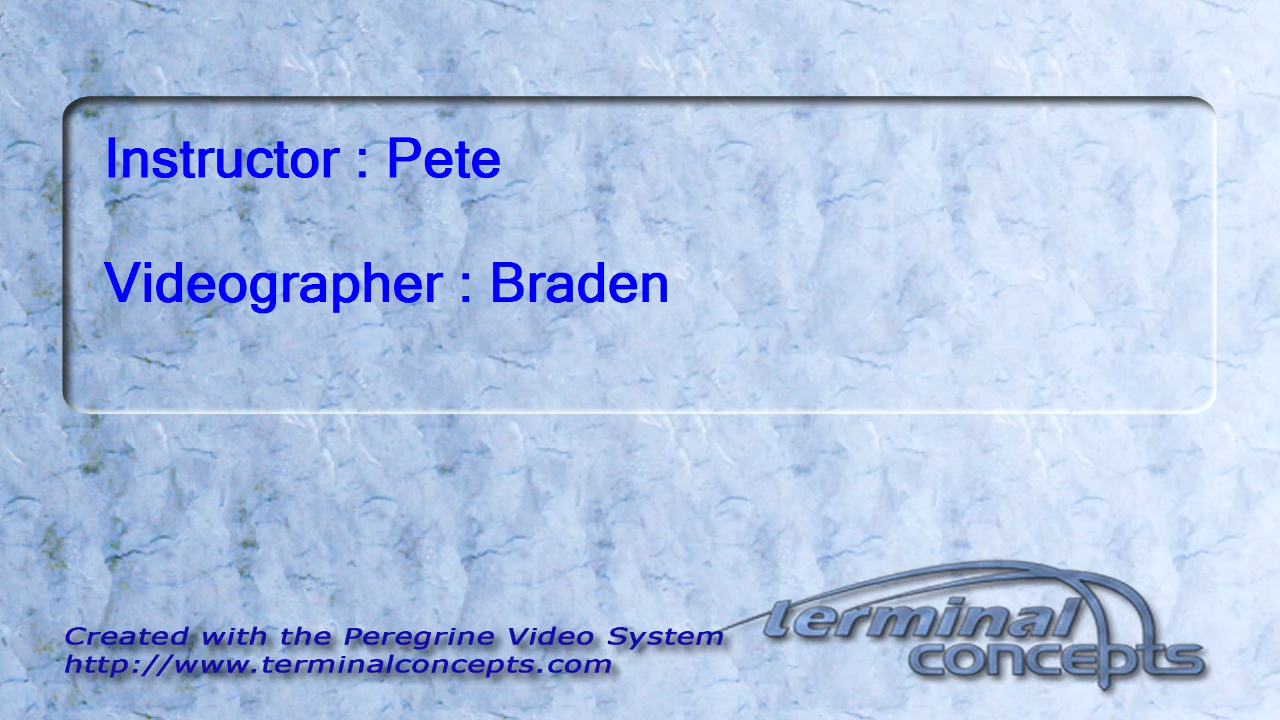 Instructor : Pete
Videographer : Braden
Created with the Peregrine Video System
http://www.terminalconcepts.com
terminal
concepts